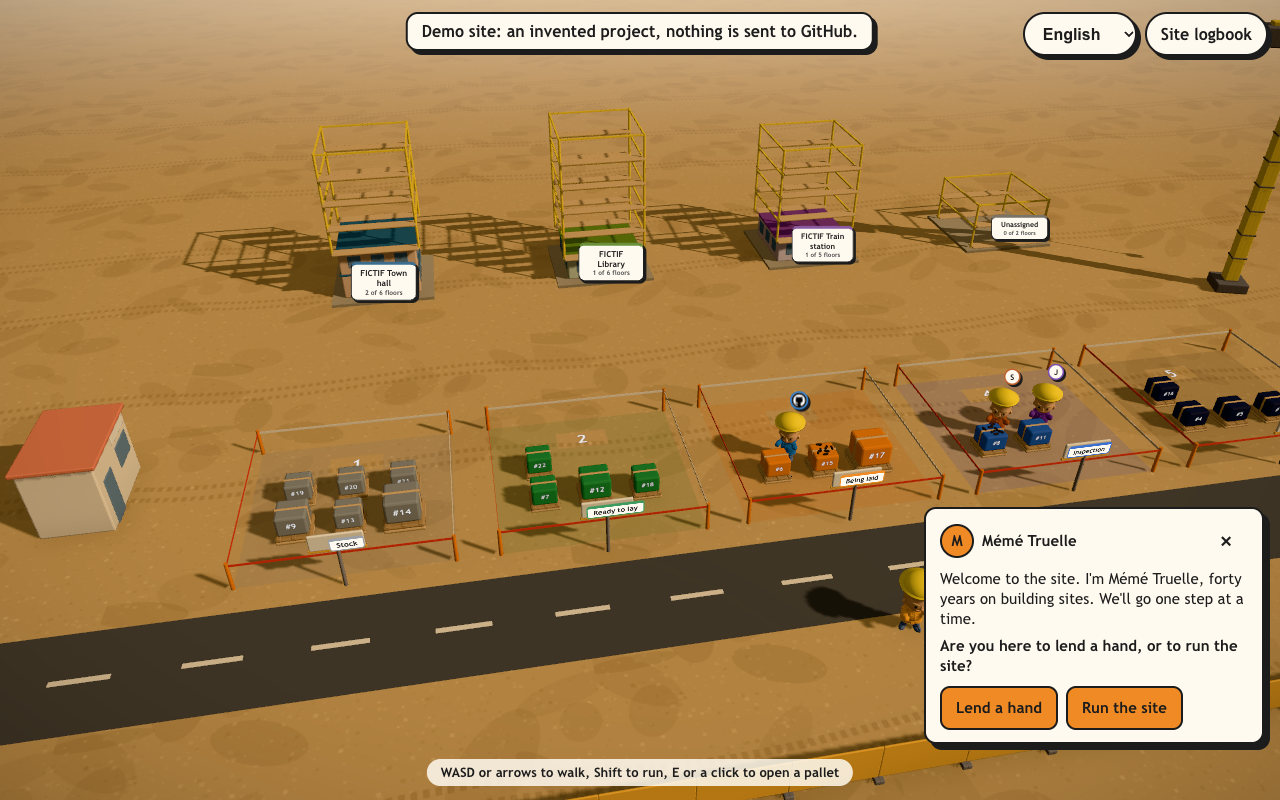 Demo site: an invented project, nothing is sent to GitHub.
English
Site logbook
FICTIF Town
hall
2 of 6 floors
FICTIF
Library
1 of 6 floors
FICTIF Train
station
1 of 5 floors
Unassigned
0 of 2 floors
S
J
1
#19
#20
#21
#9
#13
#14
Stock
2
#22
#7
#12
#18
Ready to lay
#6
#15
#17
Being laid
#8
#11
Inspection
5
#16
#4
#3
M
Mémé Truelle
×
Welcome to the site. I'm Mémé Truelle, forty
years on building sites. We'll go one step at a
time.
Are you here to lend a hand, or to run the
site?
Lend a hand
Run the site
WASD or arrows to walk, Shift to run, E or a click to open a pallet